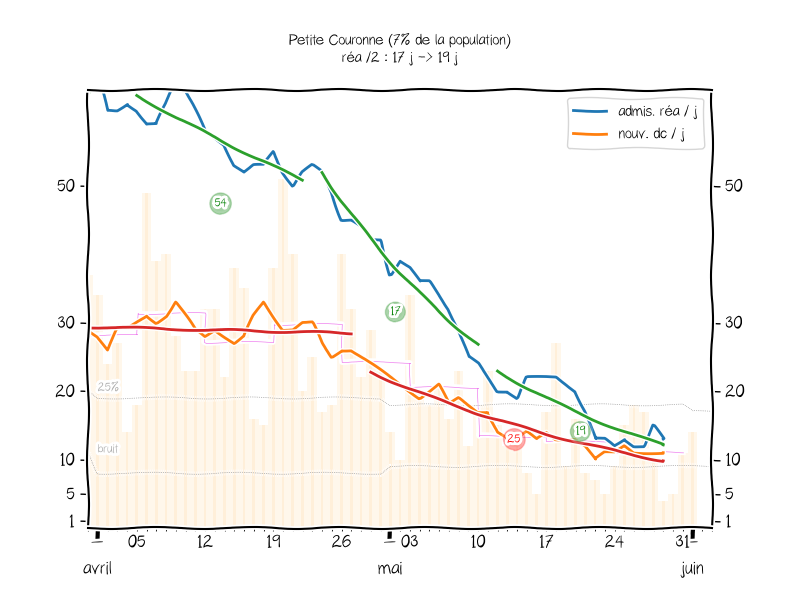 Petite Couronne (7% de la population)
réa /2 : 17 j -> 19 j
admis. réa / j
nouv. dc / j
50
50
54
17
30
30
25%
20
20
19
25
bruit
10
10
5
5
1
1
05 12 19 26 03 10 17 24 31
avril mai juin